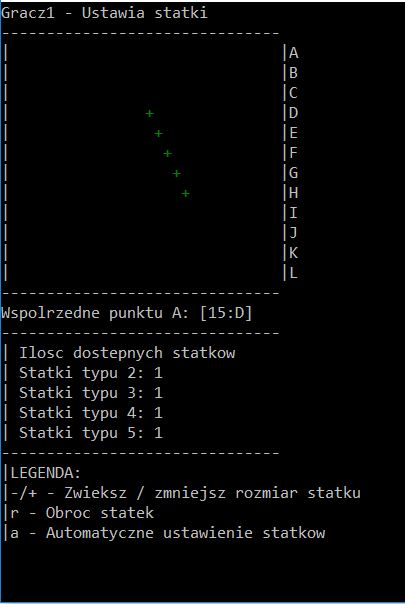 Gracz1 - Ustawia statki
-------------------------------
|                              |A
|                              |B
|                              |C
|               +              |D
|                +             |E
|                 +            |F
|                  +           |G
|                   +          |H
|                              |I
|                              |J
|                              |K
|                              |L
-------------------------------
Wspolrzedne punktu A: [15:D]
-------------------------------
| Ilosc dostepnych statkow
| Statki typu 2: 1
| Statki typu 3: 1
| Statki typu 4: 1
| Statki typu 5: 1
-------------------------------
|LEGENDA:
|-/+ - Zwieksz / zmniejsz rozmiar statku
|r - Obroc statek
|a - Automatyczne ustawienie statkow